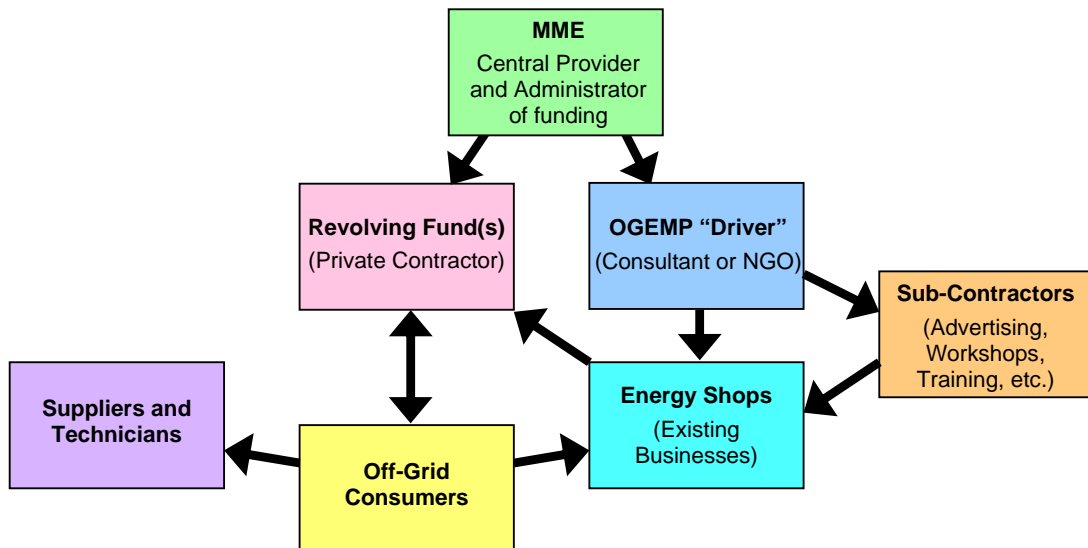 MME
Central Provider
and Administrator
of funding
Revolving Fund(s)
(Private Contractor)
OGEMP “Driver”
(Consultant or NGO)
Sub-Contractors
(Advertising,
Workshops,
Training, etc.)
Suppliers and
Technicians
Off-Grid
Consumers
Energy Shops
(Existing
Businesses)